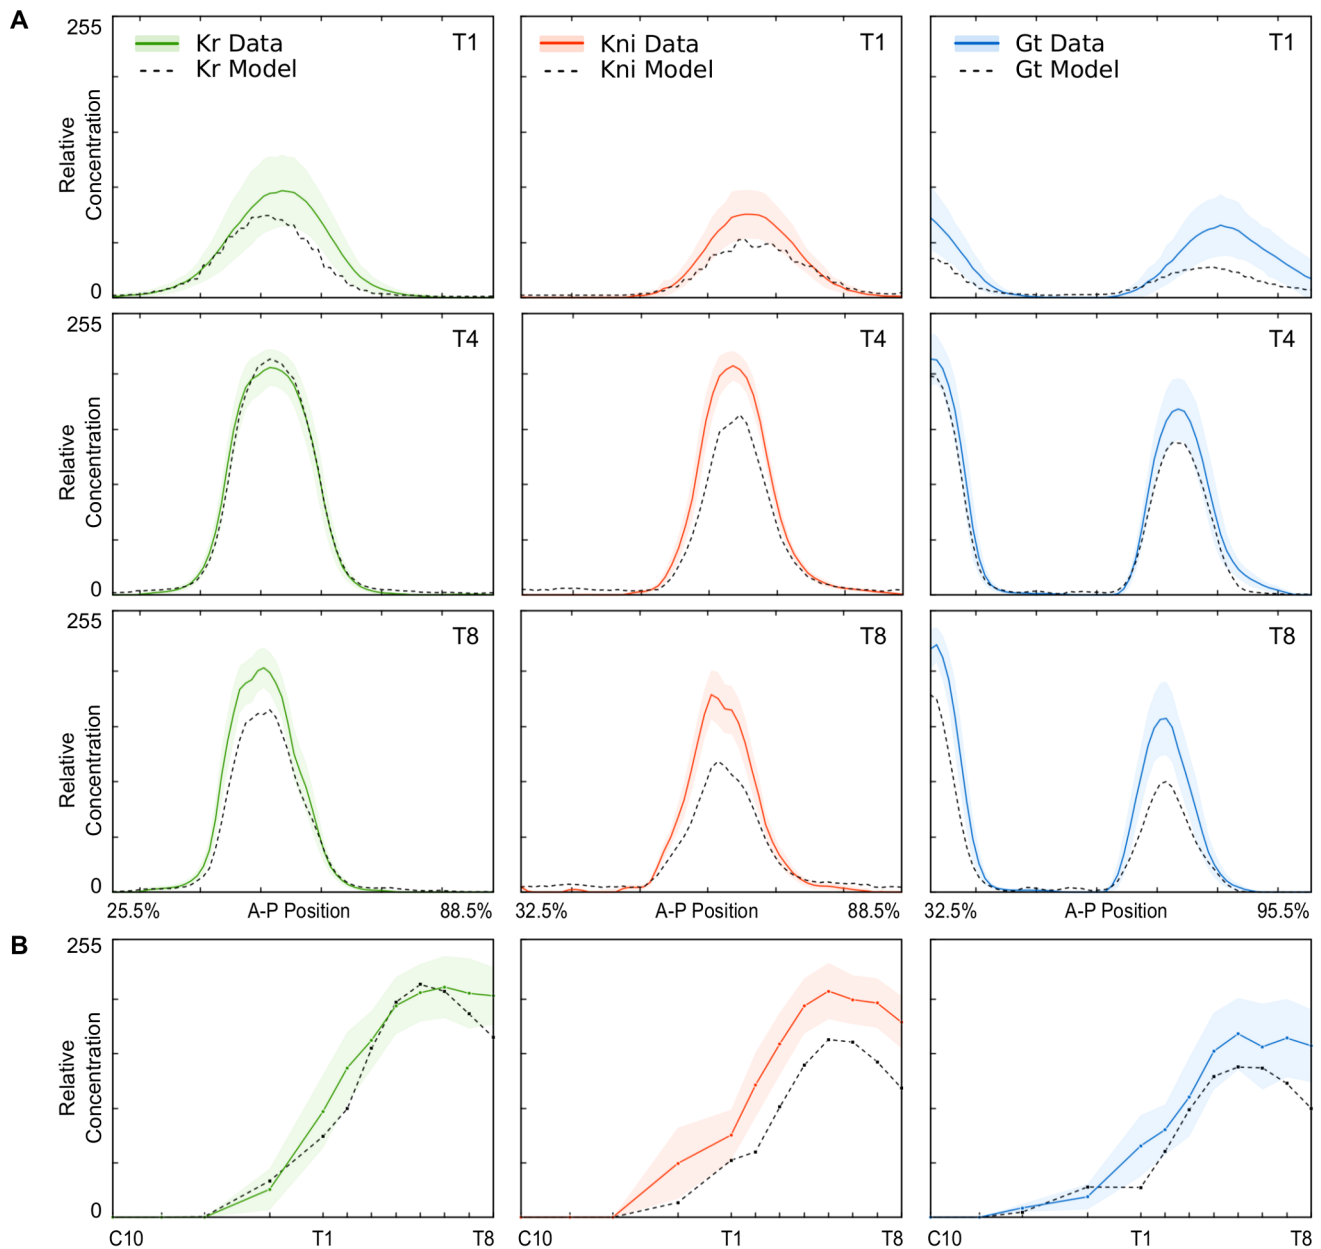 A
255
Kr Data
Kr Model
T1
Kni Data
Kni Model
T1
Gt Data
Gt Model
T1
Relative
Concentration
0
255
T4
T4
T4
Relative
Concentration
0
255
T8
T8
T8
Relative
Concentration
0
25.5% A-P Position 88.5%
32.5% A-P Position 88.5%
32.5% A-P Position 95.5%
B
255
Relative
Concentration
0
C10 T1 T8
C10 T1 T8
C10 T1 T8